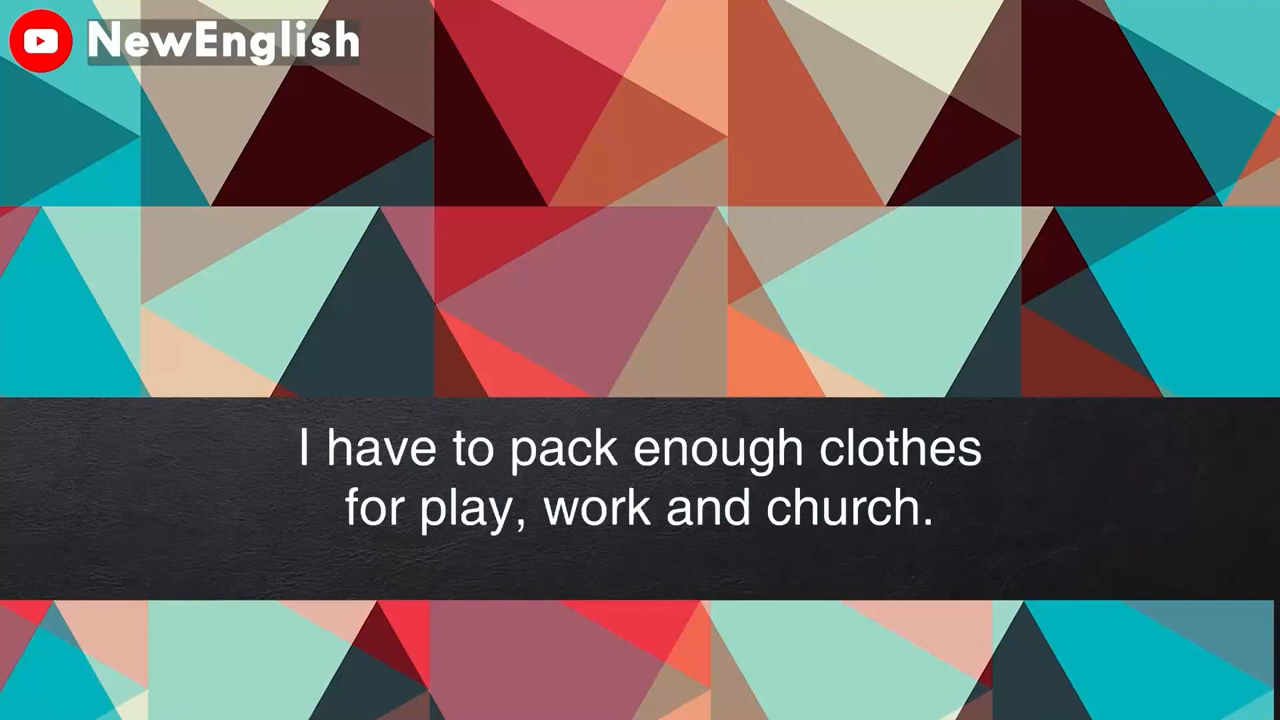 NewEnglish
I have to pack enough clothes
for play, work and church.